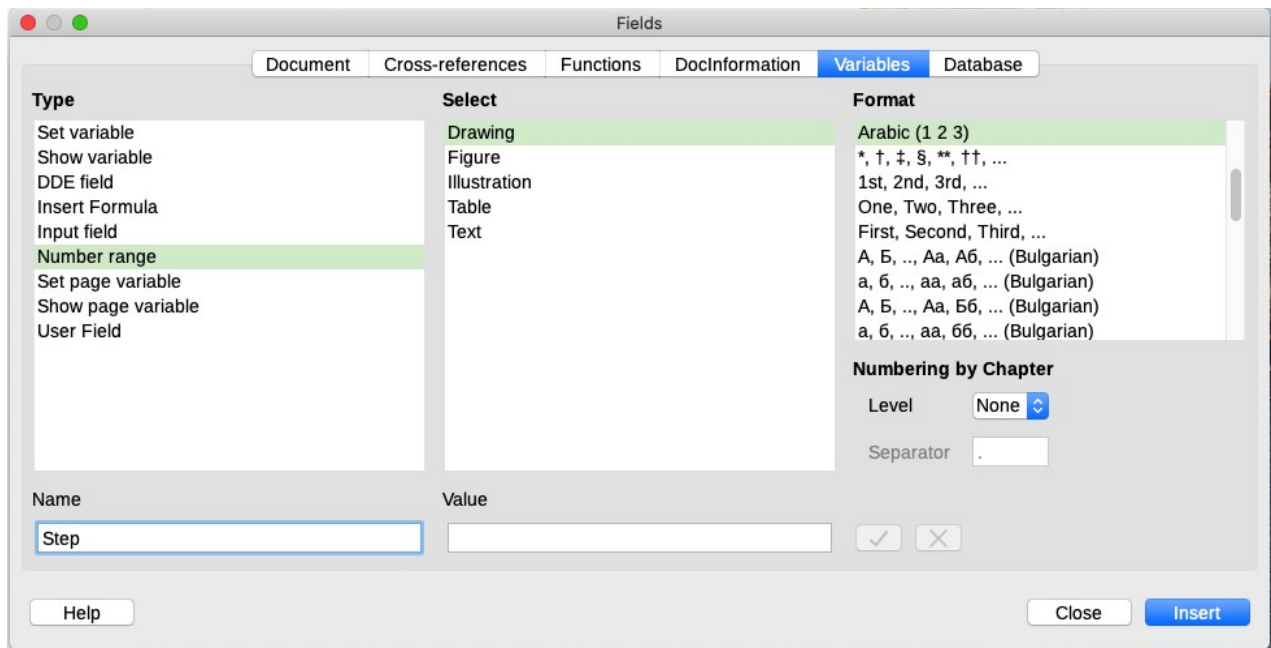 Fields
Document Cross-references Functions DocInformation Variables Database
Type
Set variable
Show variable
DDE field
Insert Formula
Input field
Number range
Set page variable
Show page variable
User Field
Select
Drawing
Figure
Illustration
Table
Text
Format
Arabic (1 2 3)
*, †, ‡, §, **, ††, ...
1st, 2nd, 3rd, ...
One, Two, Three, ...
First, Second, Third, ...
А, Б, .., Аа, Аб, ... (Bulgarian)
а, б, .., аа, аб, ... (Bulgarian)
А, Б, .., Аа, Бб, ... (Bulgarian)
а, б, .., аа, бб, ... (Bulgarian)
Numbering by Chapter
Level None
Separator .
Name
Step
Value
Help Close Insert